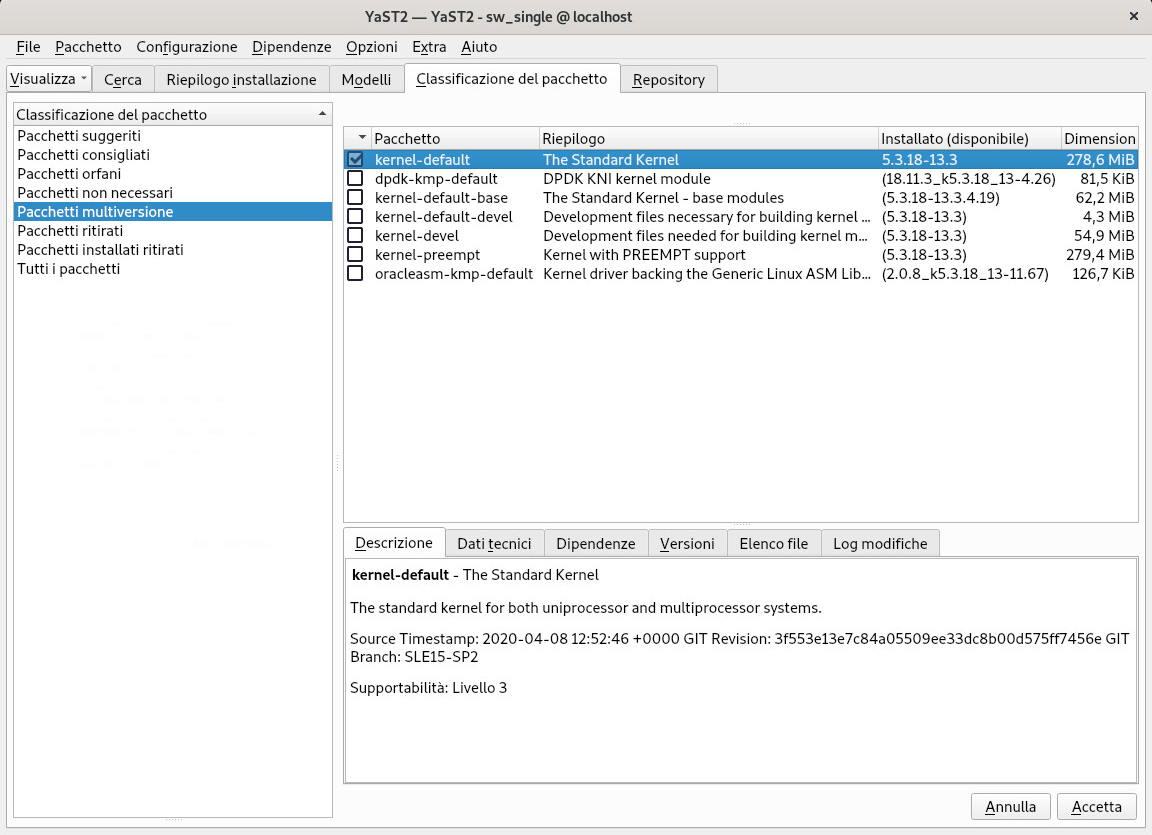 YaST2 — YaST2 - sw_single @ localhost
File Pacchetto Configurazione Dipendenze Opzioni Extra Aiuto
Visualizza Cerca Riepilogo installazione Modelli Classificazione del pacchetto Repository
Classificazione del pacchetto
Pacchetti suggeriti
Pacchetti consigliati
Pacchetti orfani
Pacchetti non necessari
Pacchetti multiversione
Pacchetti ritirati
Pacchetti installati ritirati
Tutti i pacchetti
Pacchetto Riepilogo Installato (disponibile) Dimension
kernel-default The Standard Kernel 5.3.18-13.3 278,6 MiB
dpdk-kmp-default DPDK KNI kernel module (18.11.3_k5.3.18_13-4.26) 81,5 KiB
kernel-default-base The Standard Kernel - base modules (5.3.18-13.3.4.19) 62,2 MiB
kernel-default-devel Development files necessary for building kernel ... (5.3.18-13.3) 4,3 MiB
kernel-devel Development files needed for building kernel m... (5.3.18-13.3) 54,9 MiB
kernel-preempt Kernel with PREEMPT support (5.3.18-13.3) 279,4 MiB
oracleasm-kmp-default Kernel driver backing the Generic Linux ASM Lib... (2.0.8_k5.3.18_13-11.67) 126,7 KiB
Descrizione Dati tecnici Dipendenze Versioni Elenco file Log modifiche
kernel-default - The Standard Kernel
The standard kernel for both uniprocessor and multiprocessor systems.
Source Timestamp: 2020-04-08 12:52:46 +0000 GIT Revision: 3f553e13e7c84a05509ee33dc8b00d575ff7456e GIT
Branch: SLE15-SP2
Supportabilità: Livello 3
Annulla Accetta